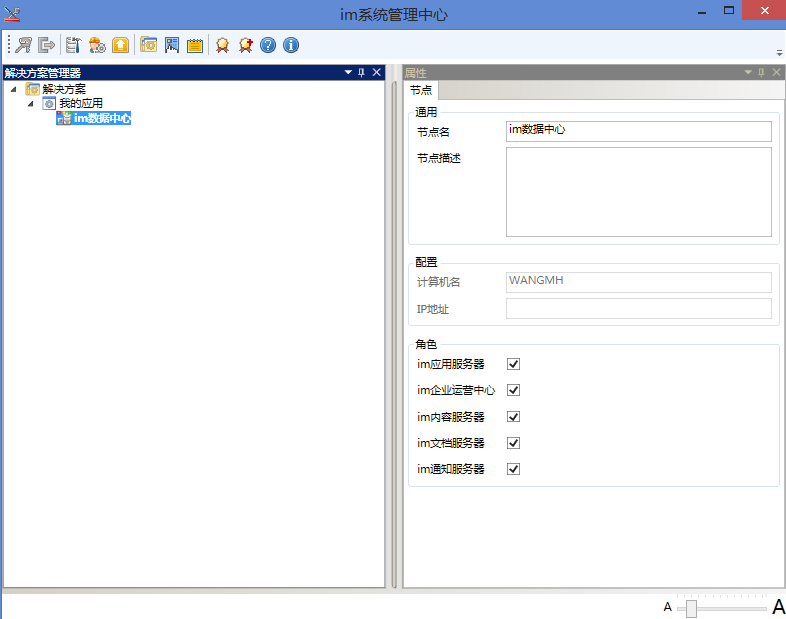 im系统管理中心
解决方案管理器
解决方案
我的应用
im数据中心
属性
节点
通用
节点名
im数据中心
节点描述
配置
计算机名
WANGMH
IP地址
角色
im应用服务器
im企业运营中心
im内容服务器
im文档服务器
im通知服务器
A
A